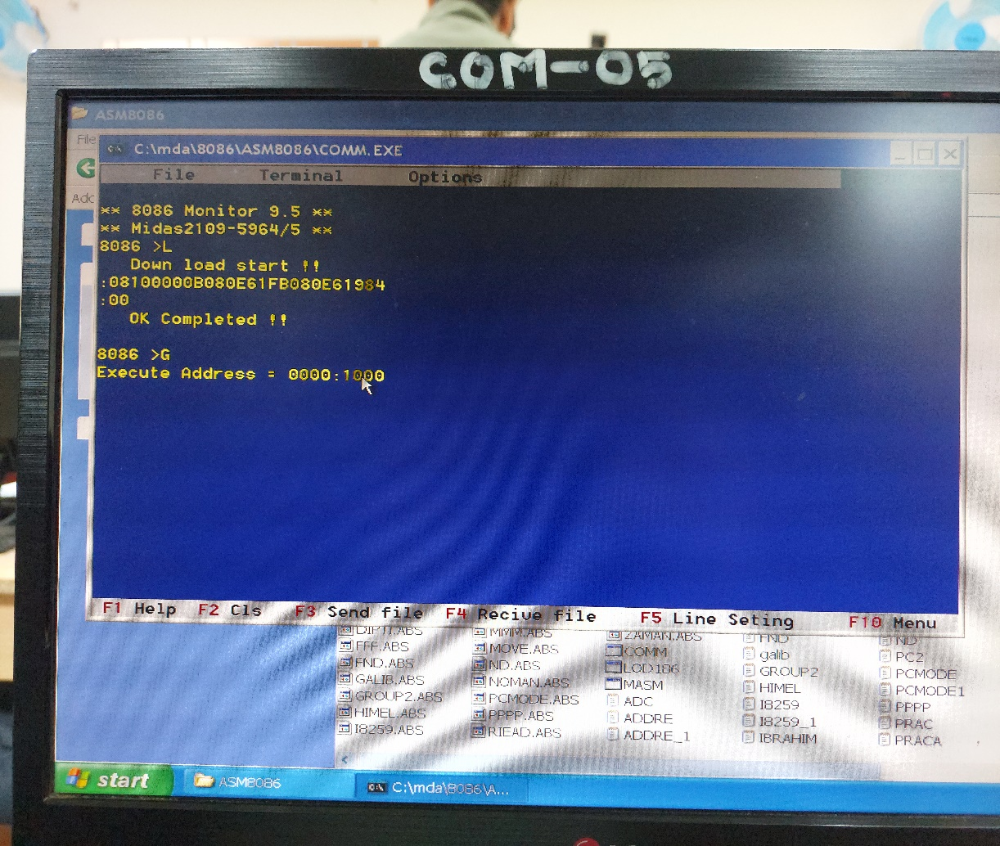 COM-05
ASM8086
File
C:\mda\8086\ASM8086\COMM.EXE
File Terminal Options
Add
** 8086 Monitor 9.5 **
** Midas2109-5964/5 **
8086 >L
Down load start !!
:08100000B080E61FB080E61984
:00
OK Completed !!
8086 >G
Execute Address = 0000:1000
F1 Help F2 Cls F3 Send file F4 Recive file F5 Line Seting F10 Menu
DIPTI.ABS MMM.ABS ZAMAN.ABS FND ND
FFF.ABS MOVE.ABS COMM galib PC2
FND.ABS ND.ABS LOD186 GROUP2 PCMODE
GALIB.ABS NOMAN.ABS MASM HIMEL PCMODE1
GROUP2.ABS PCMODE.ABS ADC I8259 PPPP
HIMEL.ABS PPPP.ABS ADDRE I8259_1 PRAC
I8259.ABS RIEAD.ABS ADDRE_1 IBRAHIM PRACA
start ASM8086 C:\mda\8086\A...